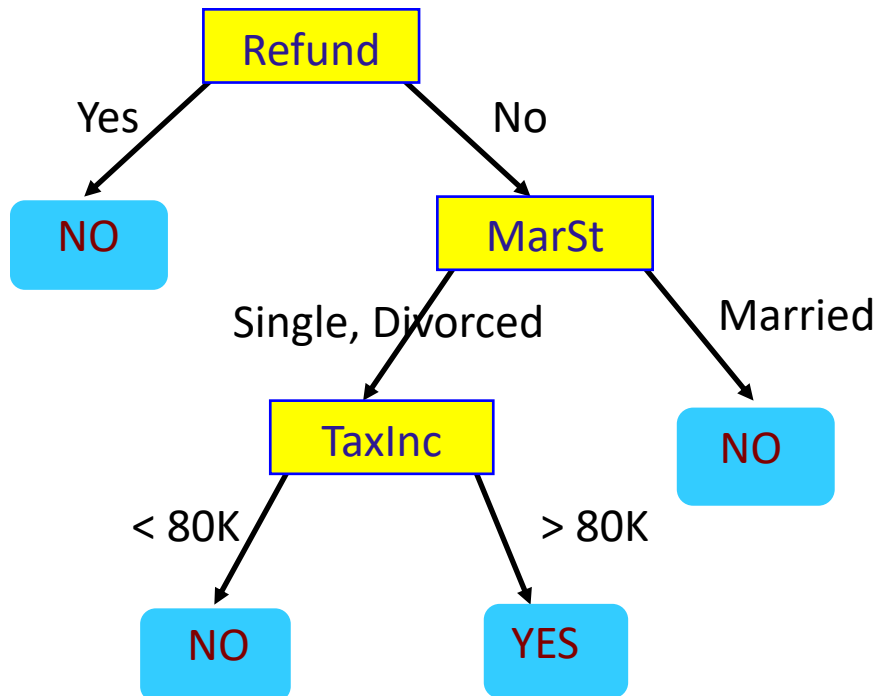 Refund
Yes
No
NO
MarSt
Single, Divorced
Married
TaxInc
NO
< 80K
> 80K
NO
YES